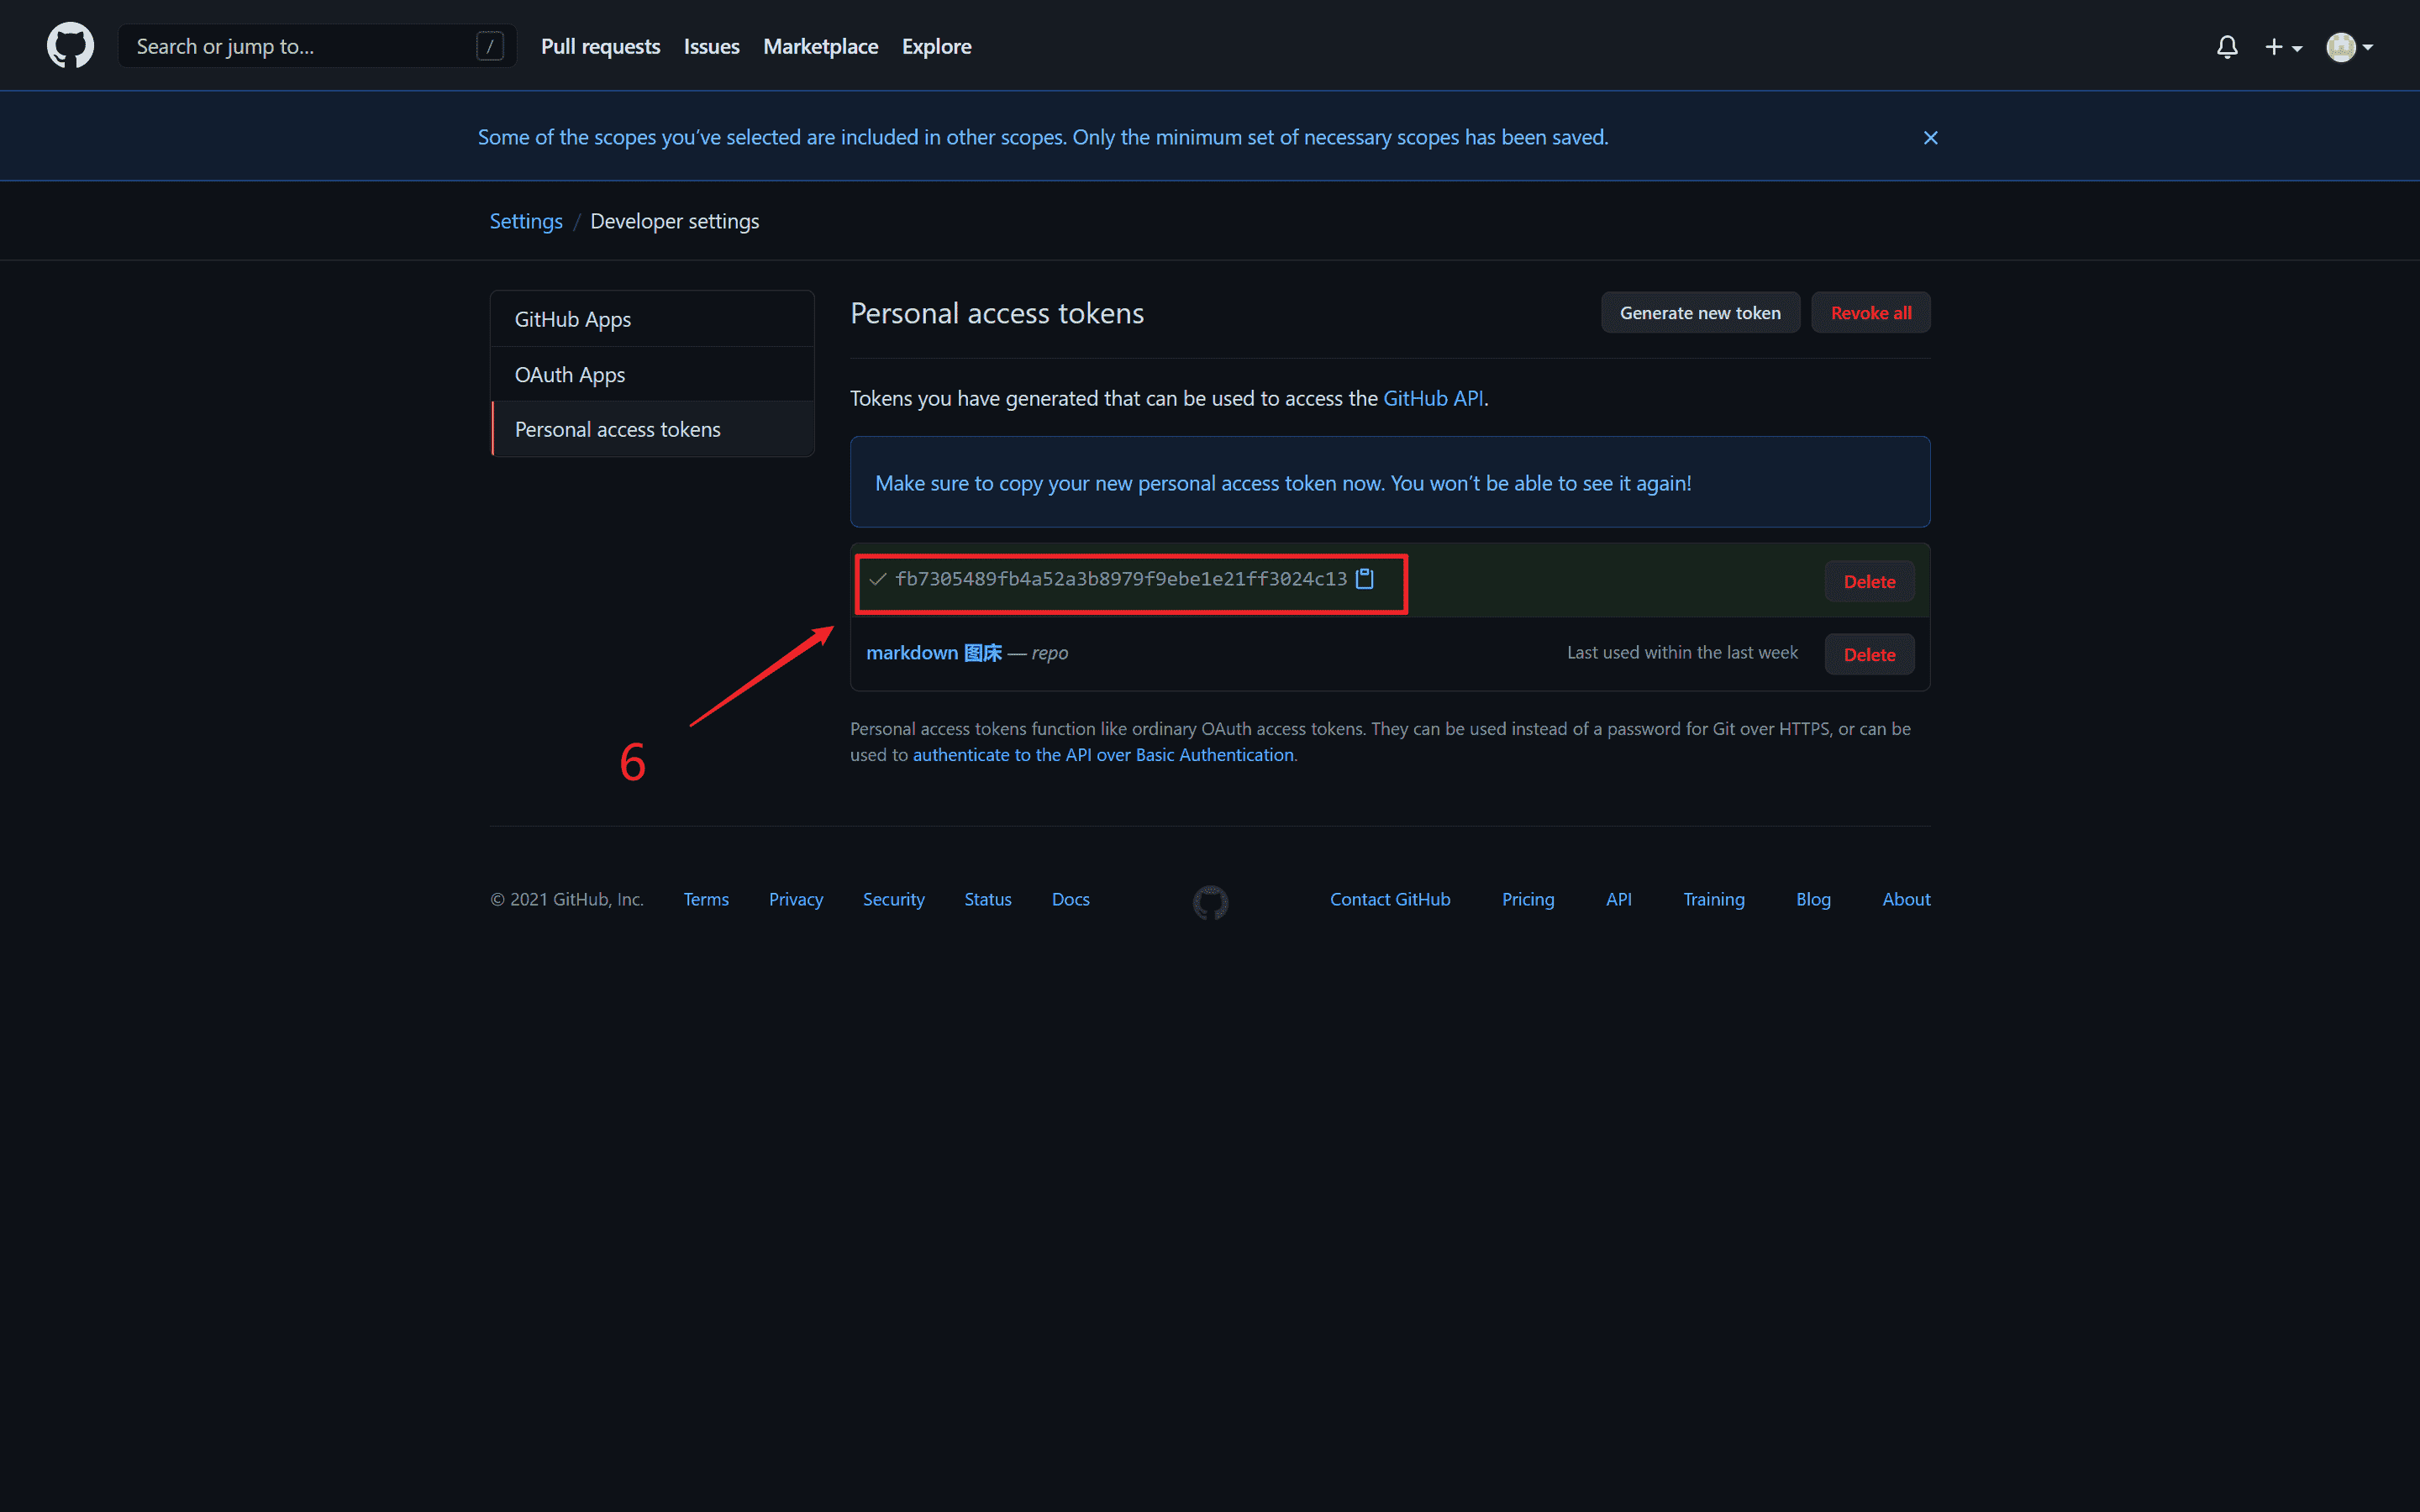 Search or jump to... /
Pull requests Issues Marketplace Explore
Some of the scopes you’ve selected are included in other scopes. Only the minimum set of necessary scopes has been saved.
Settings / Developer settings
GitHub Apps
OAuth Apps
Personal access tokens
Personal access tokens
Generate new token
Revoke all
Tokens you have generated that can be used to access the GitHub API.
Make sure to copy your new personal access token now. You won’t be able to see it again!
fb7305489fb4a52a3b8979f9ebe1e21ff3024c13
Delete
markdown 图床 — repo
Last used within the last week
Delete
6
Personal access tokens function like ordinary OAuth access tokens. They can be used instead of a password for Git over HTTPS, or can be
used to authenticate to the API over Basic Authentication.
© 2021 GitHub, Inc. Terms Privacy Security Status Docs Contact GitHub Pricing API Training Blog About